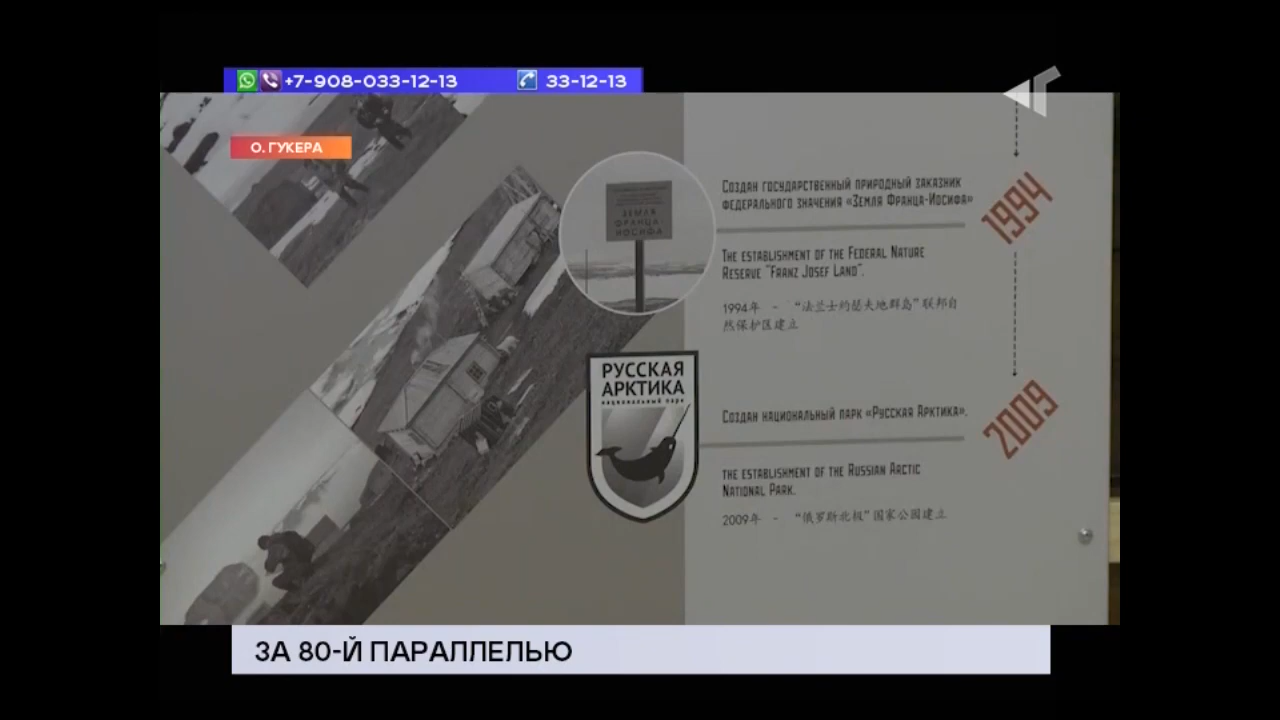 +7-908-033-12-13 33-12-13
О. ГУКЕРА
ЗЕМЛЯ
ФРАНЦА-
ИОСИФА
Создан государственный природный заказник
федерального значения «Земля Франца-Иосифа»
1994
The establishment of the Federal Nature
Reserve "Franz Josef Land".
1994年 - “法兰士约瑟夫地群岛”联邦自
然保护区建立
РУССКАЯ
АРКТИКА
национальный парк
Создан национальный парк «Русская Арктика».
2009
the establishment of the Russian Arctic
National Park.
2009年 - “俄罗斯北极”国家公园建立
ЗА 80-Й ПАРАЛЛЕЛЬЮ